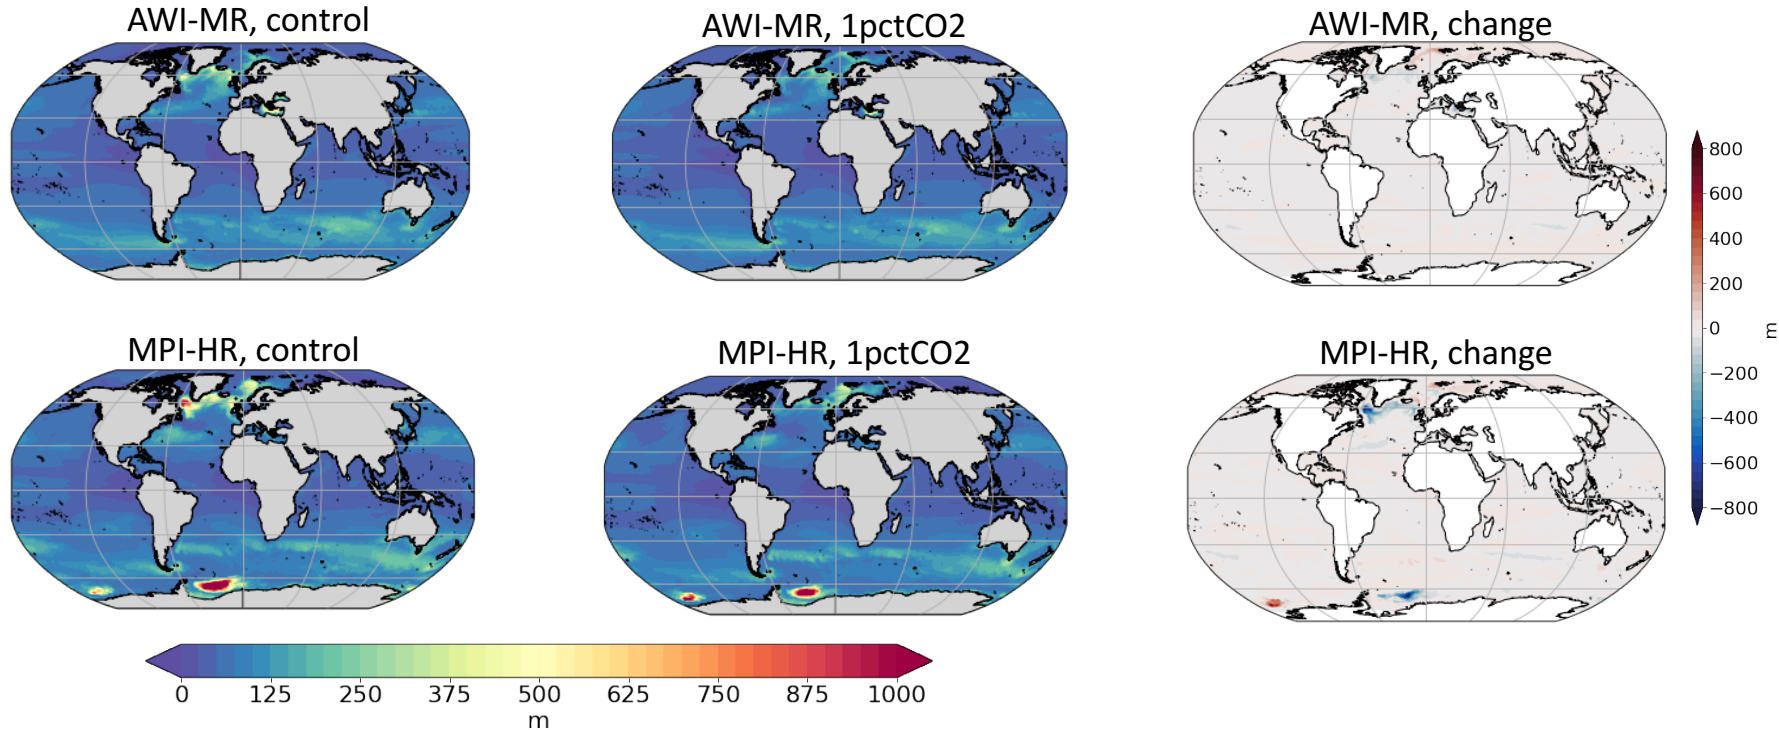 AWI-MR, control
AWI-MR, 1pctCO2
AWI-MR, change
800
600
400
200
0
−200
−400
−600
−800
m
MPI-HR, control
MPI-HR, 1pctCO2
MPI-HR, change
0 125 250 375 500 625 750 875 1000
m